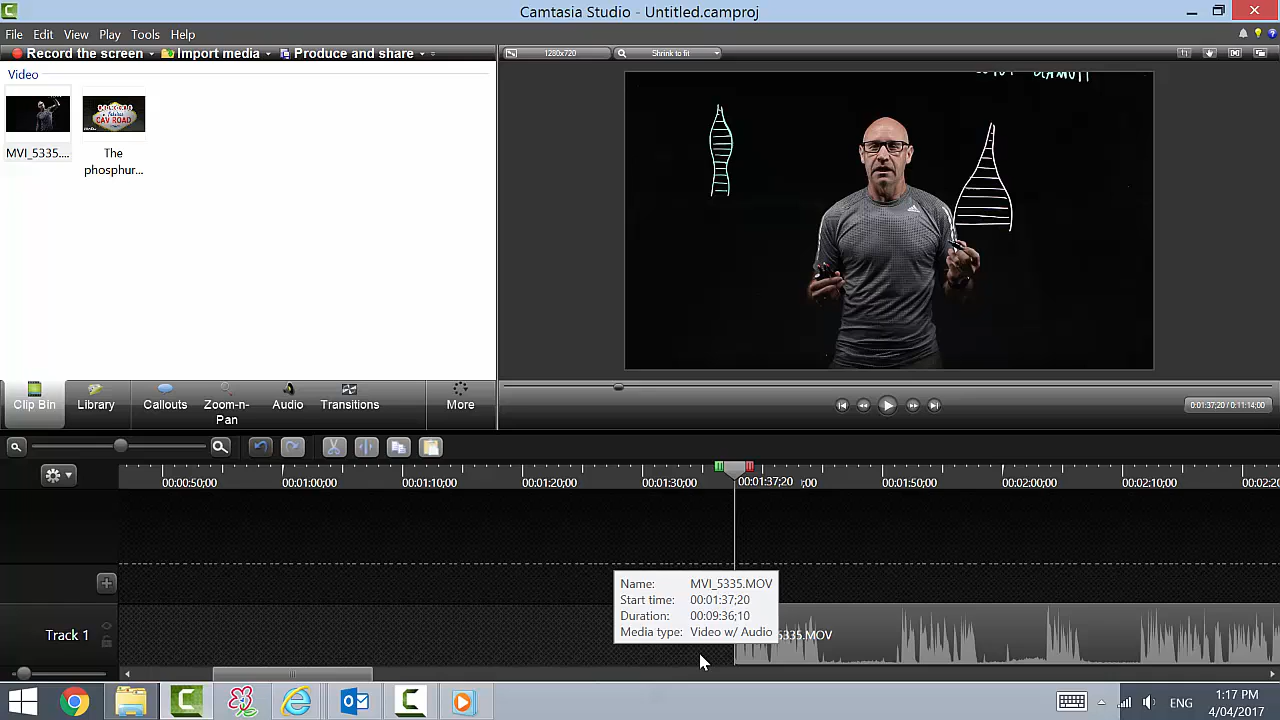 Camtasia Studio - Untitled.camproj
File Edit View Play Tools Help
Record the screen Import media Produce and share
1280x720 Shrink to fit
Video
MVI_5335....
The phosphur...
Clip Bin Library Callouts Zoom-n-Pan Audio Transitions More
0:01:37;20 / 0:11:14;00
00:00:50;00 00:01:00;00 00:01:10;00 00:01:20;00 00:01:30;00 00:01:37;20 ;00 00:01:50;00 00:02:00;00 00:02:10;00 00:02:20
Name: MVI_5335.MOV
Start time: 00:01:37;20
Duration: 00:09:36;10
Media type: Video w/ Audio
Track 1
5335.MOV
ENG
1:17 PM
4/04/2017